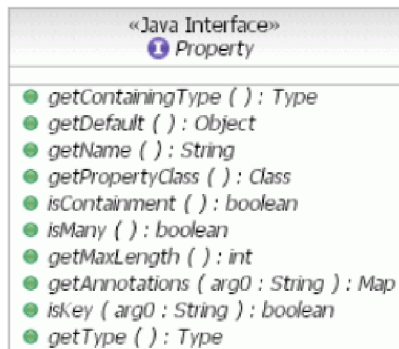 «Java Interface»
I Property
getContainingType ( ) : Type
getDefault ( ) : Object
getName ( ) : String
getPropertyClass ( ) : Class
isContainment ( ) : boolean
isMany ( ) : boolean
getMaxLength ( ) : int
getAnnotations ( arg0 : String ) : Map
isKey ( arg0 : String ) : boolean
getType ( ) : Type